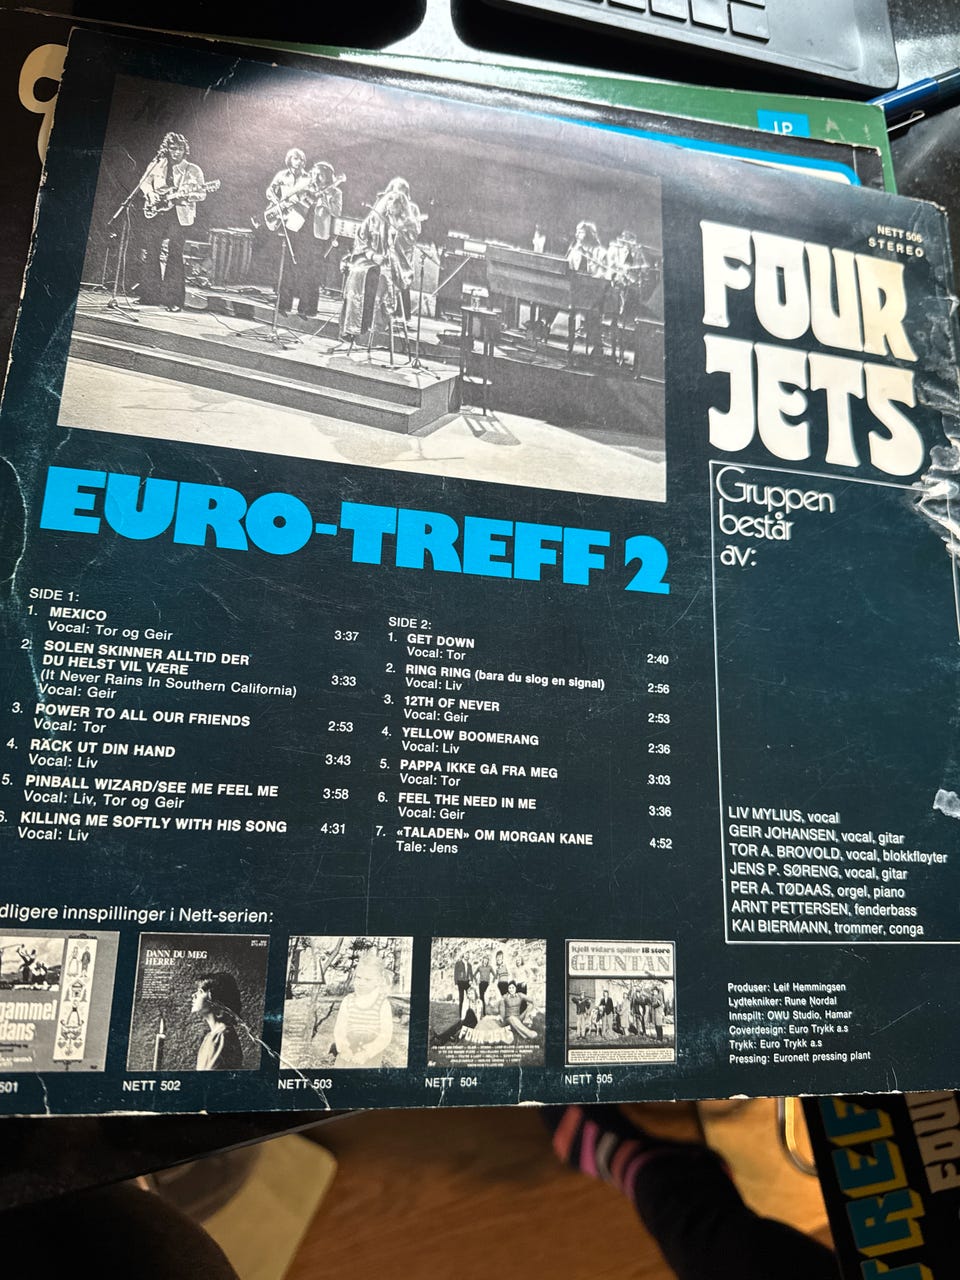 LP
NETT 506
STEREO
FOUR
JETS
Gruppen
består
av:
LIV MYLIUS, vocal
GEIR JOHANSEN, vocal, gitar
TOR A. BROVOLD, vocal, blokkfløyter
JENS P. SØRENG, vocal, gitar
PER A. TØDAAS, orgel, piano
ARNT PETTERSEN, fenderbass
KAI BIERMANN, trommer, conga
EURO-TREFF 2
SIDE 1:
1. MEXICO
Vocal: Tor og Geir 3:37
2. SOLEN SKINNER ALLTID DER
DU HELST VIL VÆRE
(It Never Rains In Southern California) 3:33
Vocal: Geir
3. POWER TO ALL OUR FRIENDS
Vocal: Tor 2:53
4. RÄCK UT DIN HAND
Vocal: Liv 3:43
5. PINBALL WIZARD/SEE ME FEEL ME
Vocal: Liv, Tor og Geir 3:58
6. KILLING ME SOFTLY WITH HIS SONG
Vocal: Liv 4:31
SIDE 2:
1. GET DOWN
Vocal: Tor 2:40
2. RING RING (bara du slog en signal)
Vocal: Liv 2:56
3. 12TH OF NEVER
Vocal: Geir 2:53
4. YELLOW BOOMERANG
Vocal: Liv 2:36
5. PAPPA IKKE GÅ FRA MEG
Vocal: Tor 3:03
6. FEEL THE NEED IN ME
Vocal: Geir 3:36
7. «TALADEN» OM MORGAN KANE
Tale: Jens 4:52
dligere innspillinger i Nett-serien:
gammel
dans
501
DANN DU MEG
HERRE
NETT 502
NETT 503
NETT 504
kjell vidars spiller 18 store
GLUNTAN
NETT 505
Produser: Leif Hemmingsen
Lydtekniker: Rune Nordal
Innspilt: OWU Studio, Hamar
Coverdesign: Euro Trykk a.s
Trykk: Euro Trykk a.s
Pressing: Euronett pressing plant
TREFF
FOU